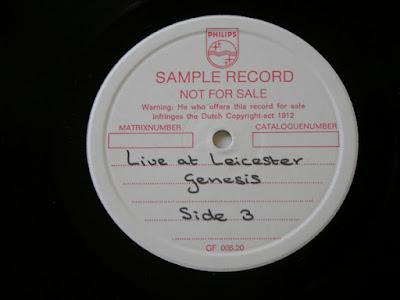 PHILIPS
SAMPLE RECORD
NOT FOR SALE
Warning: He who offers this record for sale
infringes the Dutch Copyright-act 1912
MATRIXNUMBER CATALOGUENUMBER
Live at Leicester
Genesis
Side 3
GF 006.20